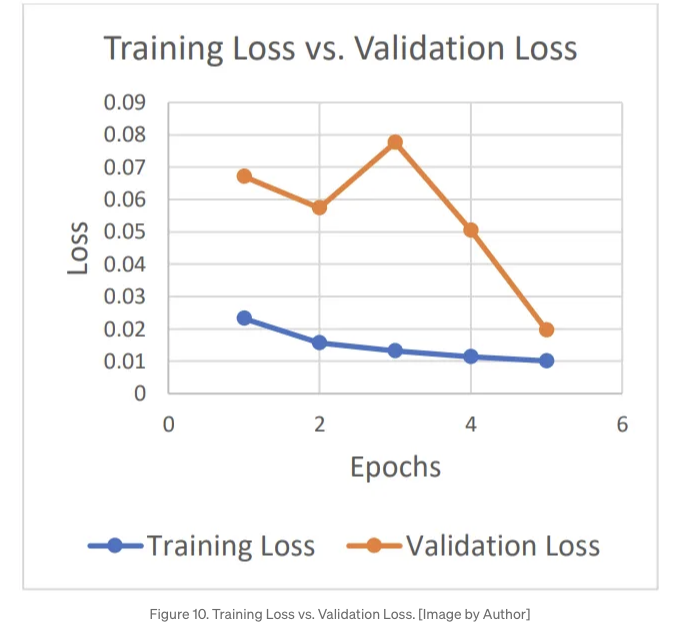 Training Loss vs. Validation Loss
0.09
0.08
0.07
0.06
0.05
0.04
0.03
0.02
0.01
0
Loss
0 2 4 6
Epochs
Training Loss Validation Loss
Figure 10. Training Loss vs. Validation Loss. [Image by Author]